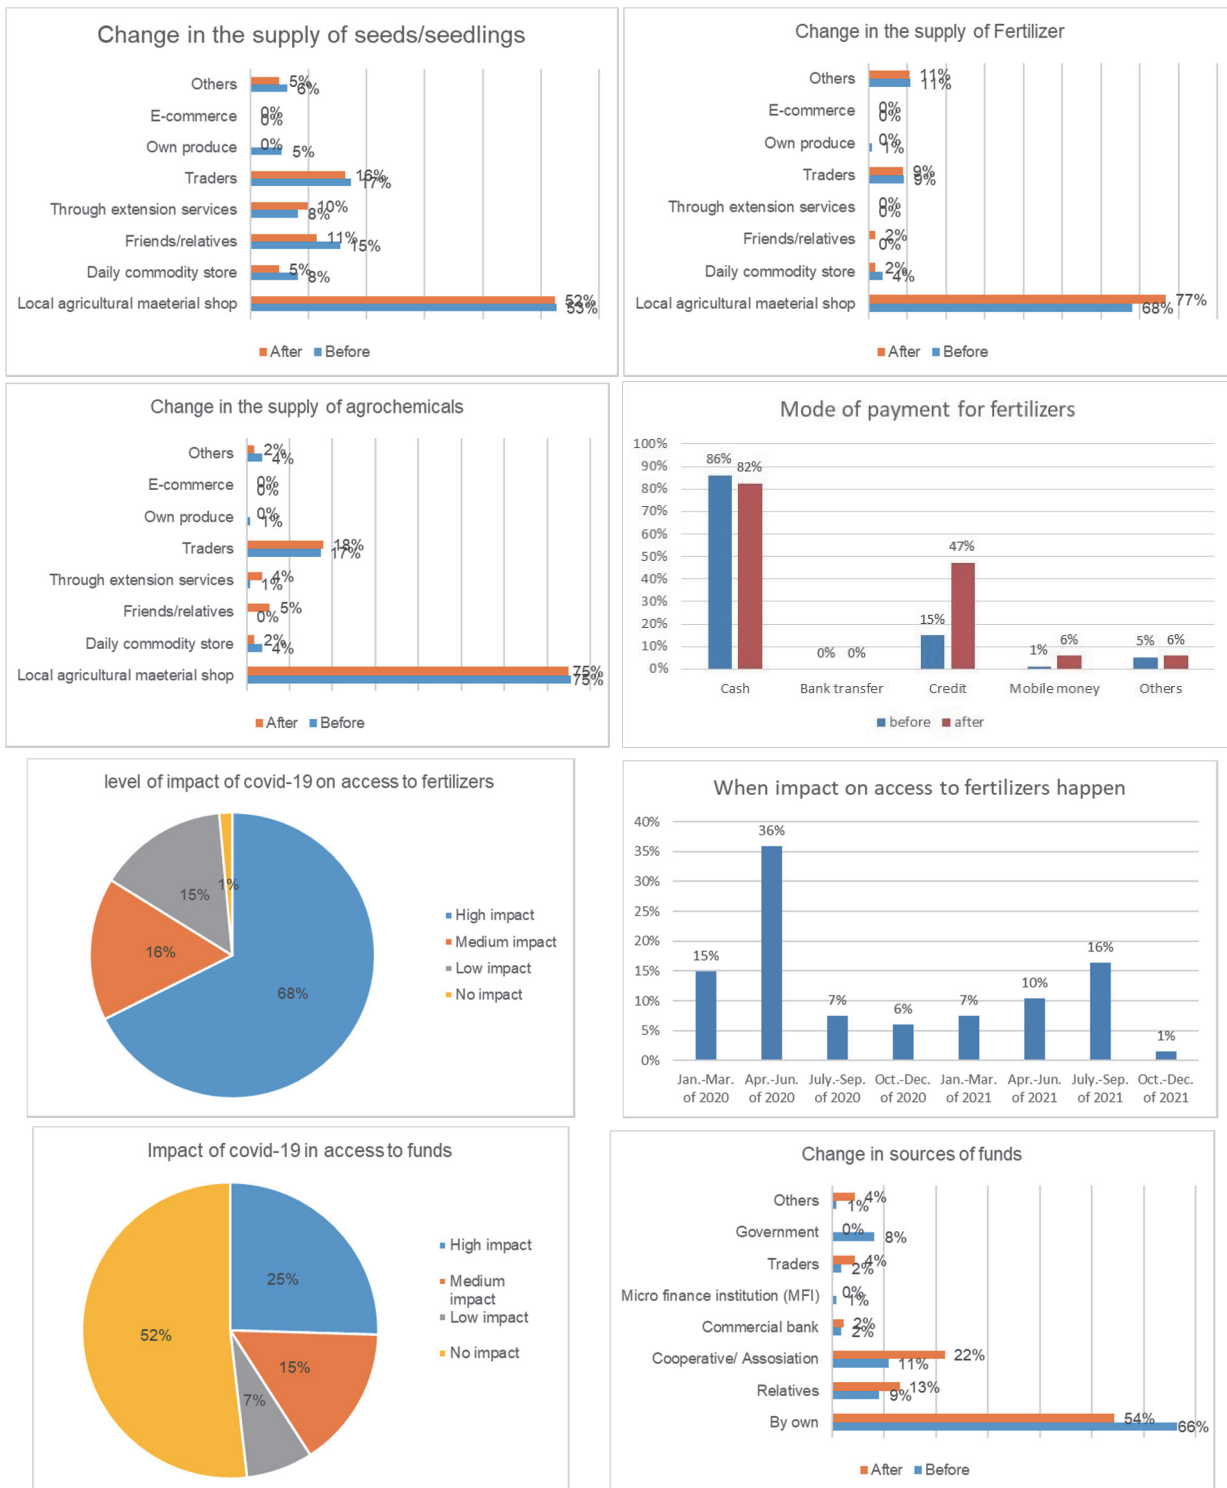 Change in the supply of seeds/seedlings
Others 5% 6%
E-commerce 0% 0%
Own produce 0% 5%
Traders 16% 17%
Through extension services 10% 8%
Friends/relatives 11% 15%
Daily commodity store 5% 8%
Local agricultural maeterial shop 52% 53%
After Before
Change in the supply of Fertilizer
Others 11% 11%
E-commerce 0% 0%
Own produce 0% 1%
Traders 9% 9%
Through extension services 0% 0%
Friends/relatives 2% 0%
Daily commodity store 2% 4%
Local agricultural maeterial shop 77% 68%
After Before
Change in the supply of agrochemicals
Others 2% 4%
E-commerce 0% 0%
Own produce 0% 1%
Traders 18% 17%
Through extension services 4% 1%
Friends/relatives 5% 0%
Daily commodity store 2% 4%
Local agricultural maeterial shop 75% 75%
After Before
Mode of payment for fertilizers
100%
90%
80%
70%
60%
50%
40%
30%
20%
10%
0%
86% 82%
0% 0%
15% 47%
1% 6%
5% 6%
Cash Bank transfer Credit Mobile money Others
before after
level of impact of covid-19 on access to fertilizers
1%
15%
16%
68%
High impact
Medium impact
Low impact
No impact
When impact on access to fertilizers happen
40%
35%
30%
25%
20%
15%
10%
5%
0%
15% 36% 7% 6% 7% 10% 16% 1%
Jan.-Mar. Apr.-Jun. July.-Sep. Oct.-Dec. Jan.-Mar. Apr.-Jun. July.-Sep. Oct.-Dec.
of 2020 of 2020 of 2020 of 2020 of 2021 of 2021 of 2021 of 2021
Impact of covid-19 in access to funds
25%
52%
15%
7%
High impact
Medium
impact
Low impact
No impact
Change in sources of funds
Others 4% 1%
Government 0% 8%
Traders 4% 2%
Micro finance institution (MFI) 0% 1%
Commercial bank 2% 2%
Cooperative/ Assosiation 22% 11%
Relatives 13% 9%
By own 54% 66%
After Before